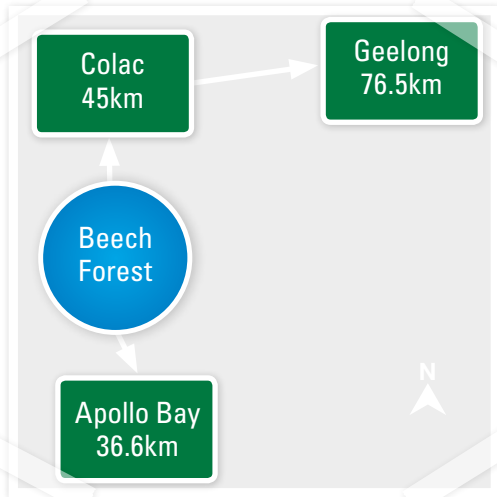 Colac
45km
Geelong
76.5km
Beech
Forest
Apollo Bay
36.6km
N